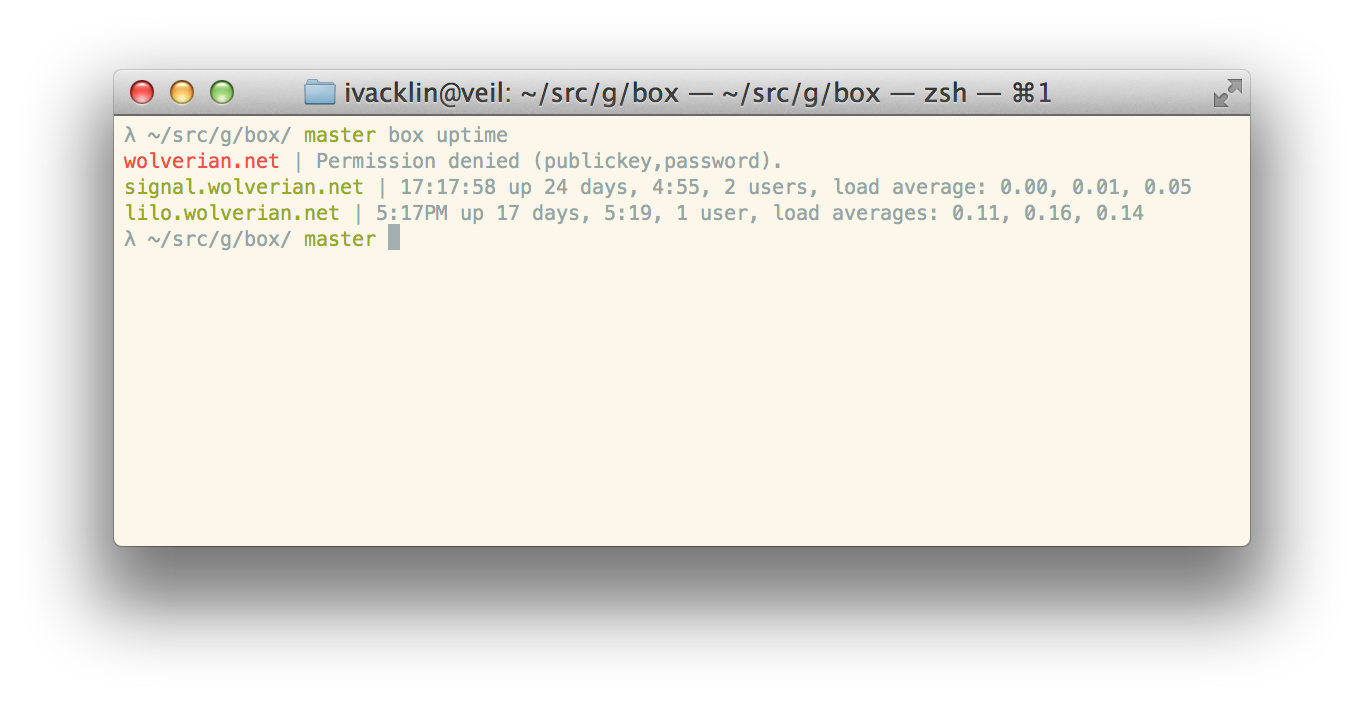 ivacklin@veil: ~/src/g/box — ~/src/g/box — zsh — ⌘1
λ ~/src/g/box/ master box uptime
wolverian.net | Permission denied (publickey,password).
signal.wolverian.net | 17:17:58 up 24 days, 4:55, 2 users, load average: 0.00, 0.01, 0.05
lilo.wolverian.net | 5:17PM up 17 days, 5:19, 1 user, load averages: 0.11, 0.16, 0.14
λ ~/src/g/box/ master